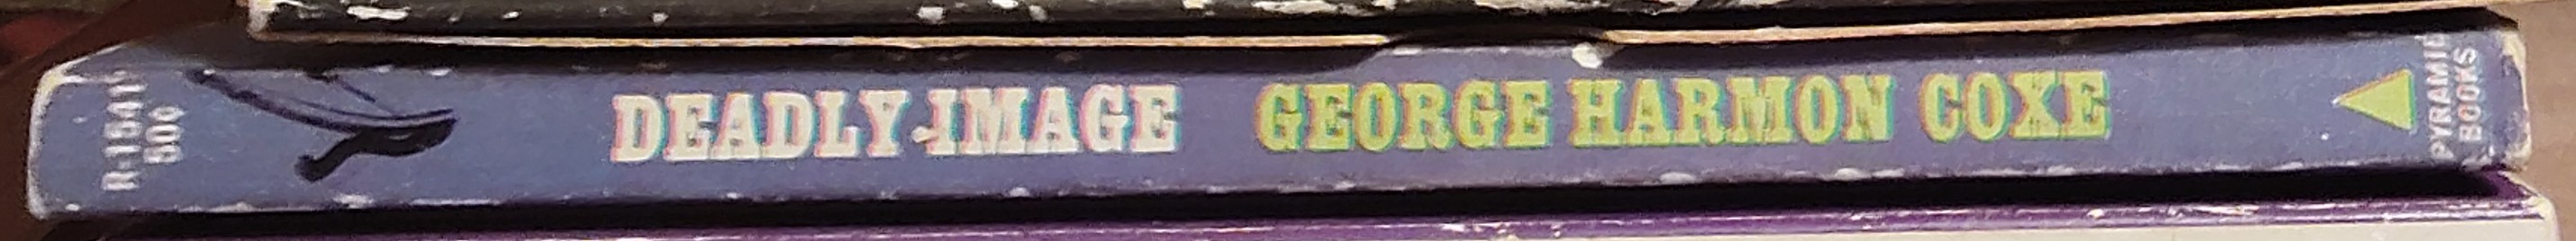 R-1541
50¢
DEADLY IMAGE GEORGE HARMON COXE
PYRAMID
BOOKS